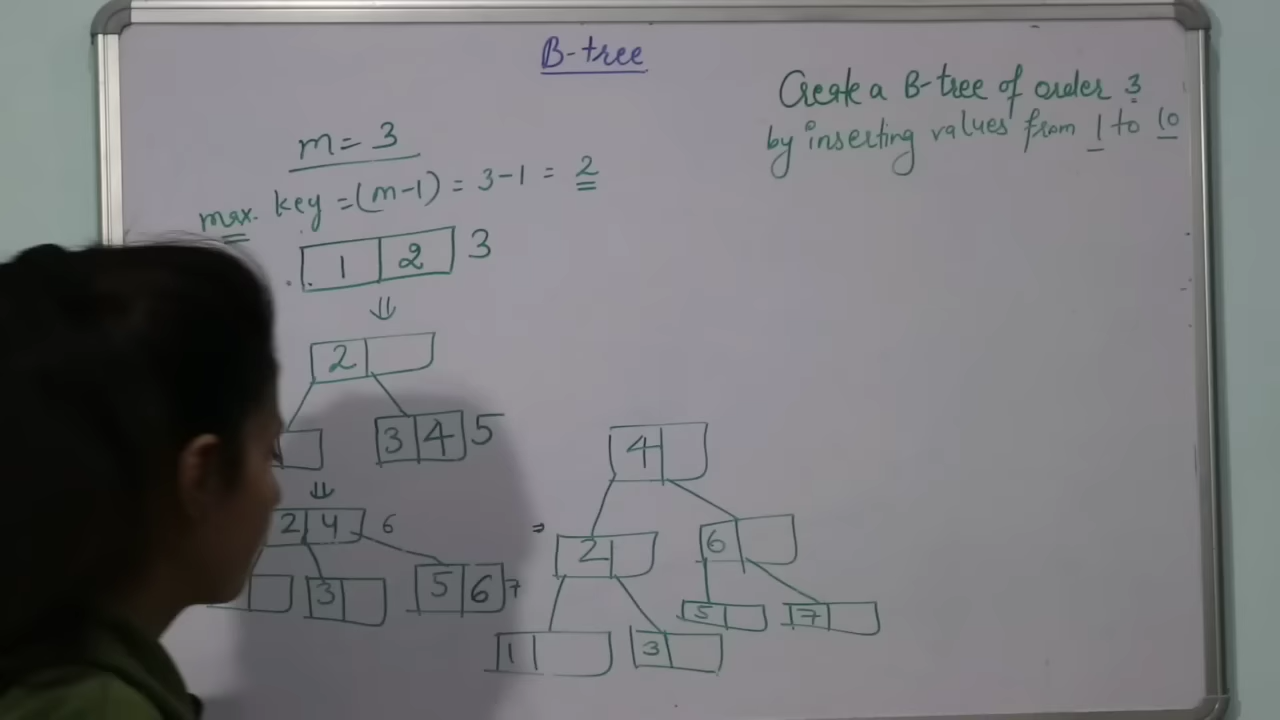 B-tree
Create a B-tree of order 3
by inserting values from 1 to 10
m = 3
max. key = (m-1) = 3-1 = 2
1 2 3
⇓
2
3 4 5
⇓
2 4 6
3
5 6 7
⇒
4
2
6
5
7
1
3